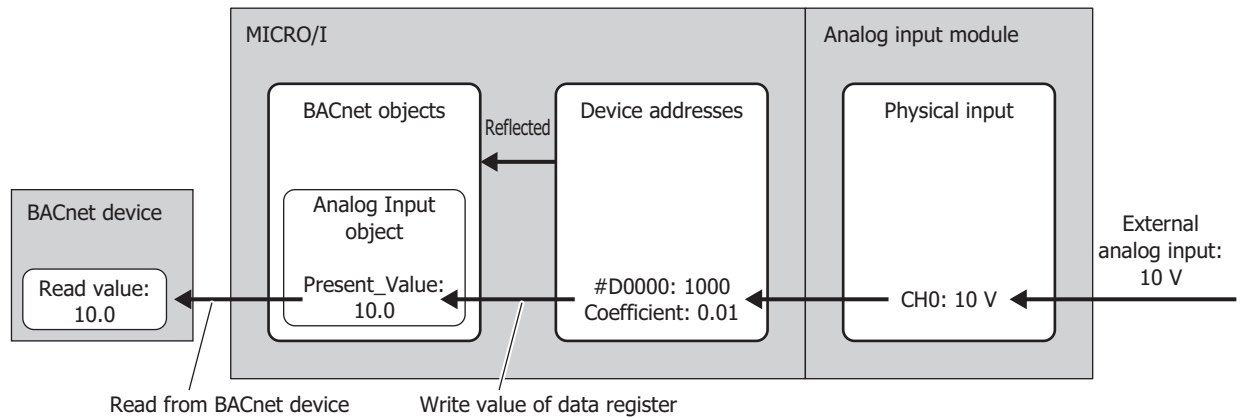 MICRO/I
Analog input module
BACnet objects
Reflected
Device addresses
Physical input
BACnet device
Analog Input
object
External
analog input:
10 V
Read value:
10.0
Present_Value:
10.0
#D0000: 1000
Coefficient: 0.01
CH0: 10 V
Read from BACnet device
Write value of data register